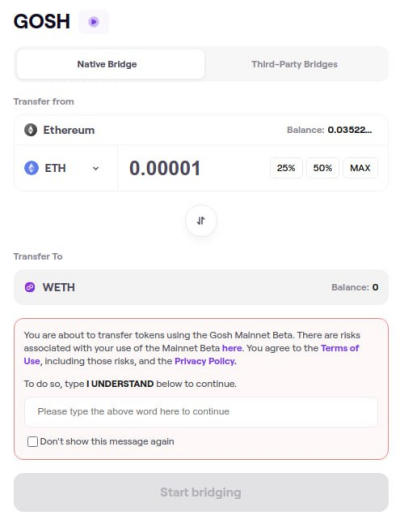 GOSH
Native Bridge
Third-Party Bridges
Transfer from
Ethereum
Balance: 0.03522...
ETH
0.00001
25%
50%
MAX
Transfer To
WETH
Balance: 0
You are about to transfer tokens using the Gosh Mainnet Beta. There are risks
associated with your use of the Mainnet Beta here. You agree to the Terms of
Use, including those risks, and the Privacy Policy.
To do so, type I UNDERSTAND below to continue.
Please type the above word here to continue
Don't show this message again
Start bridging